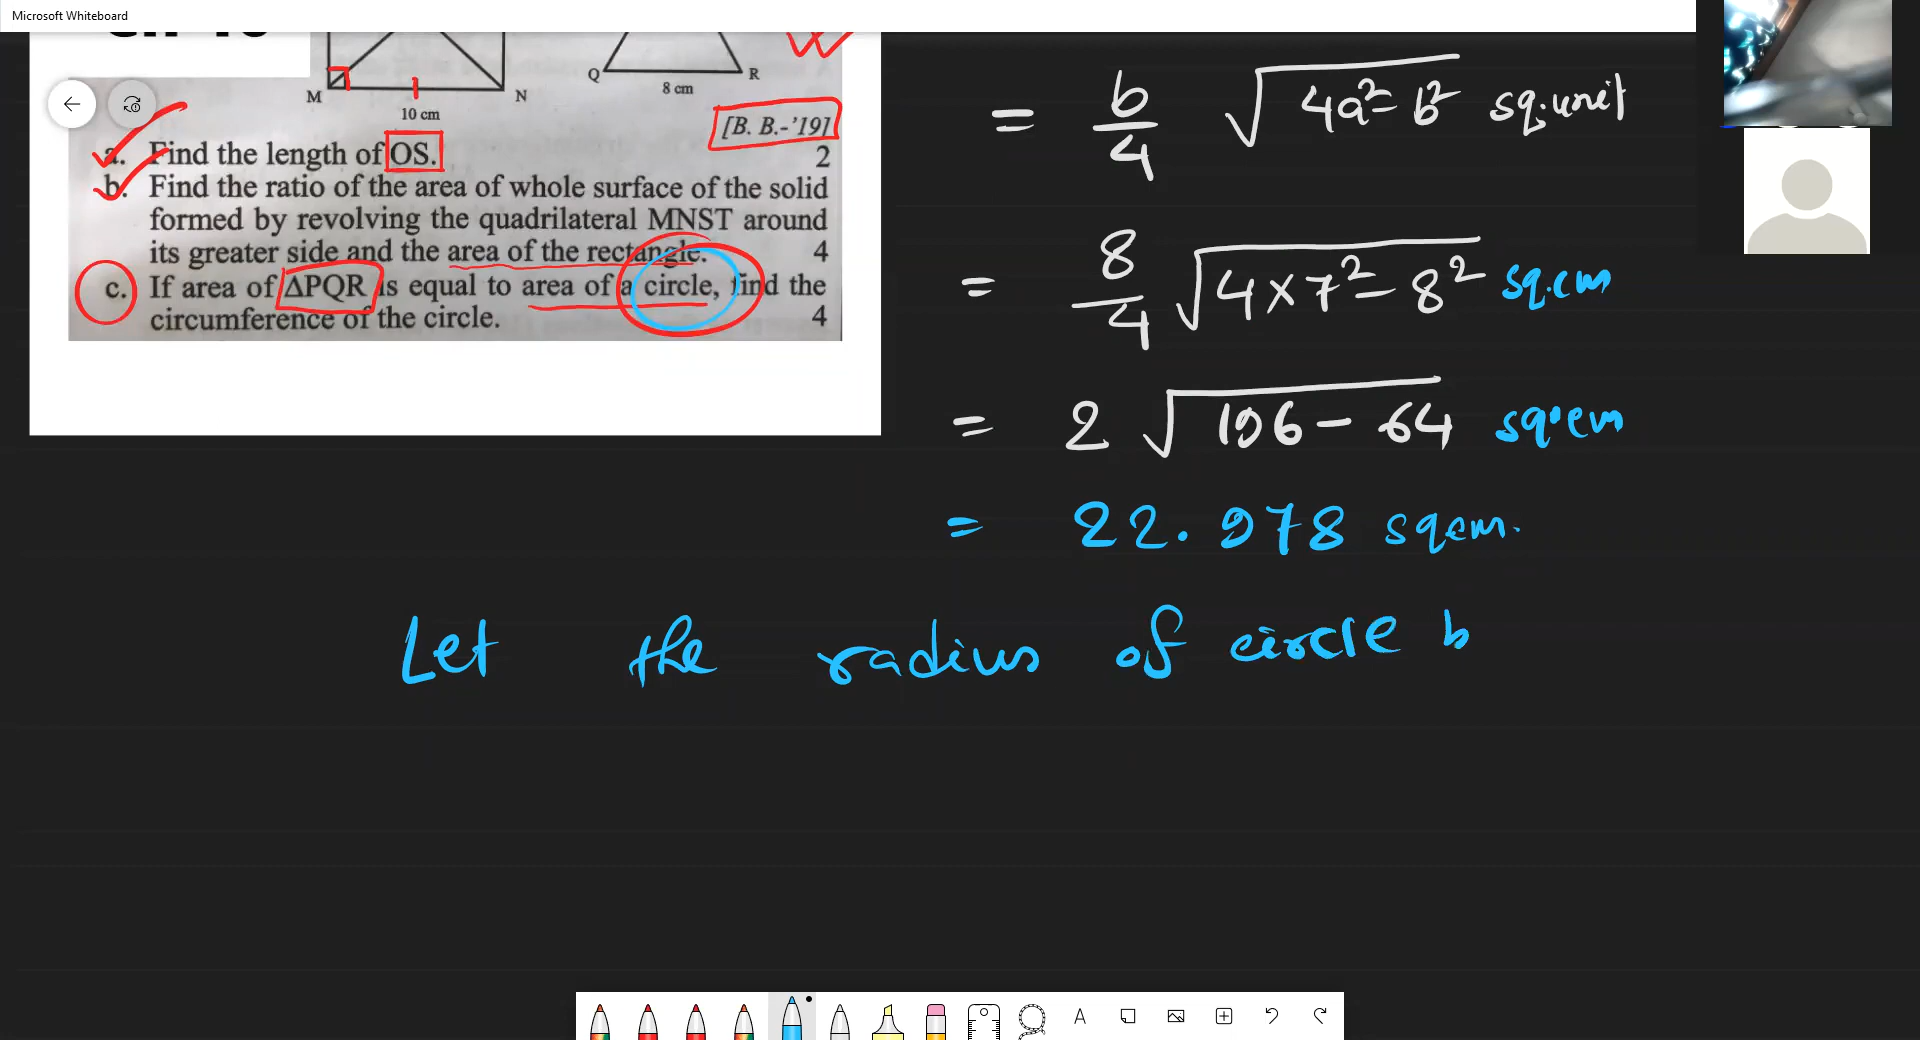 Microsoft Whiteboard
M
N
10 cm
Q
R
8 cm
[B. B.-'19]
a. Find the length of OS. 2
b. Find the ratio of the area of whole surface of the solid
formed by revolving the quadrilateral MNST around
its greater side and the area of the rectangle. 4
c. If area of ΔPQR is equal to area of a circle, find the
circumference of the circle. 4
= b/4 √(4a²-b²) sq.unit
= 8/4 √(4×7²-8²) sq.cm
= 2 √(196-64) sq.cm
= 22.978 sqcm.
Let the radius of circle b